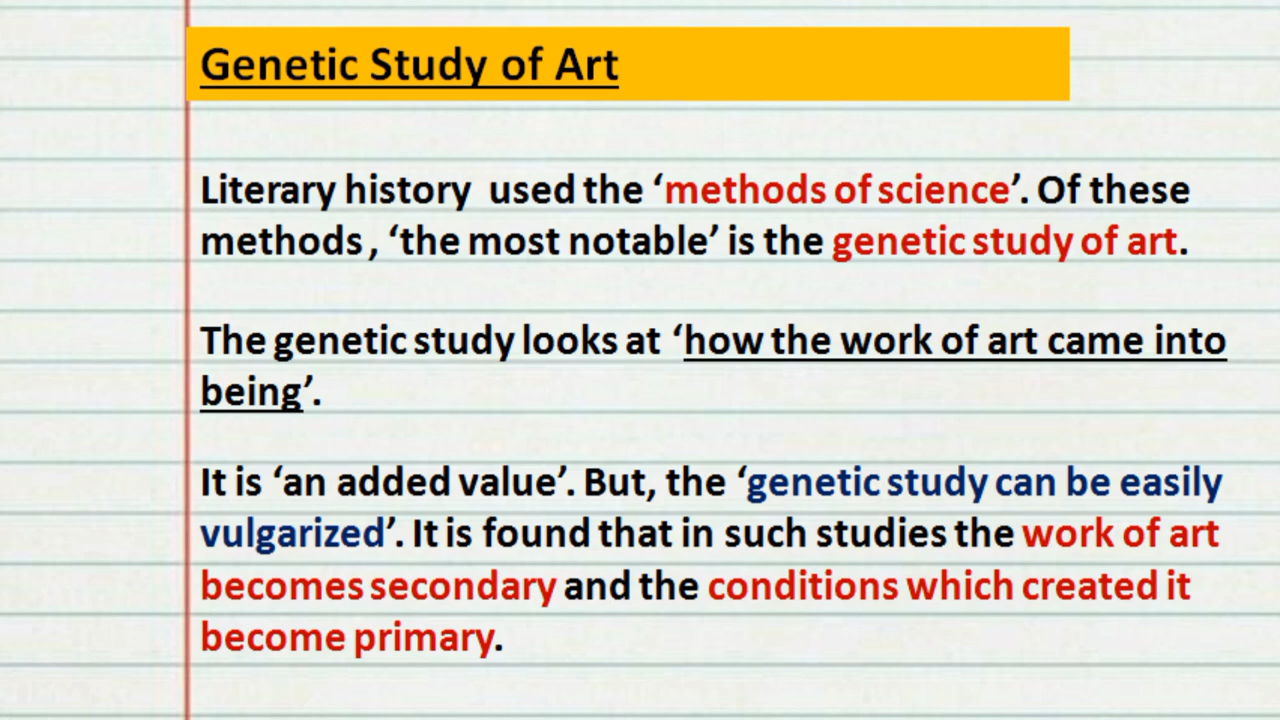 Genetic Study of Art
Literary history used the ‘methods of science’. Of these
methods, ‘the most notable’ is the genetic study of art.
The genetic study looks at ‘how the work of art came into
being’.
It is ‘an added value’. But, the ‘genetic study can be easily
vulgarized’. It is found that in such studies the work of art
becomes secondary and the conditions which created it
become primary.